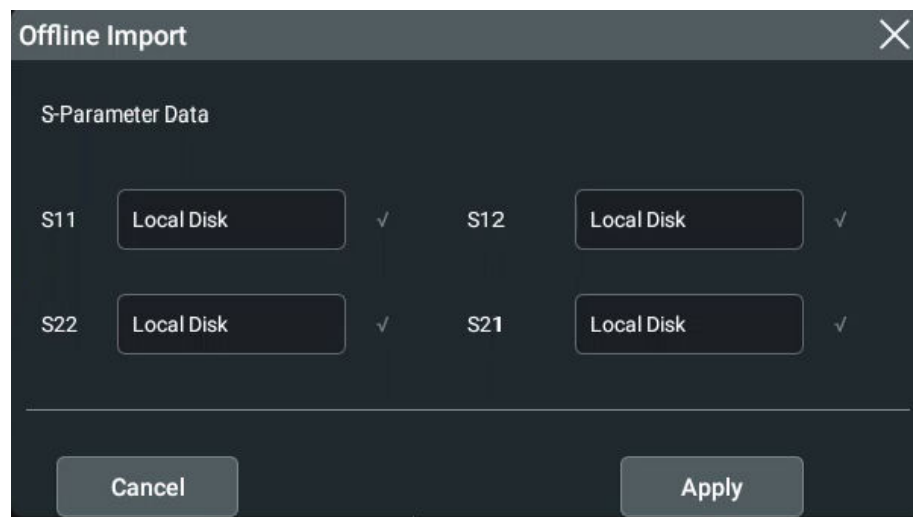 Offline Import
S-Parameter Data
S11 Local Disk √ S12 Local Disk √
S22 Local Disk √ S21 Local Disk √
Cancel Apply